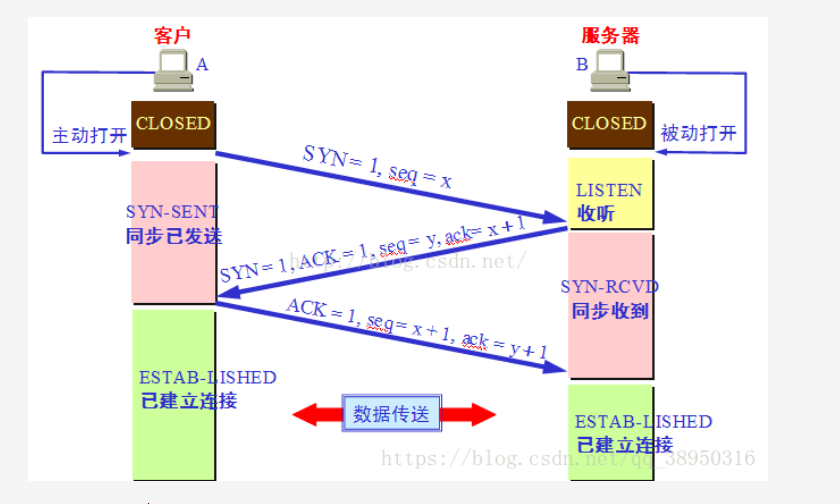 客户
服务器
A
B
主动打开
CLOSED
CLOSED
被动打开
SYN = 1, seq = x
LISTEN
收听
SYN-SENT
同步已发送
SYN = 1, ACK = 1, seq = y, ack= x + 1
http://blog.csdn.net/
SYN-RCVD
同步收到
ACK = 1, seq = x + 1, ack = y + 1
ESTAB-LISHED
已建立连接
数据传送
ESTAB-LISHED
已建立连接
https://blog.csdn.net/qq_38950316